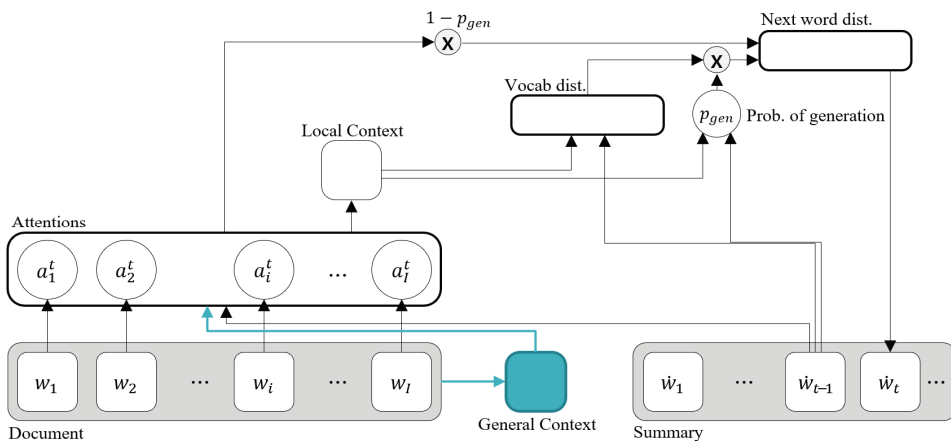 1 − p_gen
Next word dist.
X
X
Vocab dist.
p_gen
Prob. of generation
Local Context
Attentions
a_1^t a_2^t a_i^t … a_I^t
w_1 w_2 … w_i … w_I
ẇ_1 … ẇ_{t−1} ẇ_t …
Document
General Context
Summary